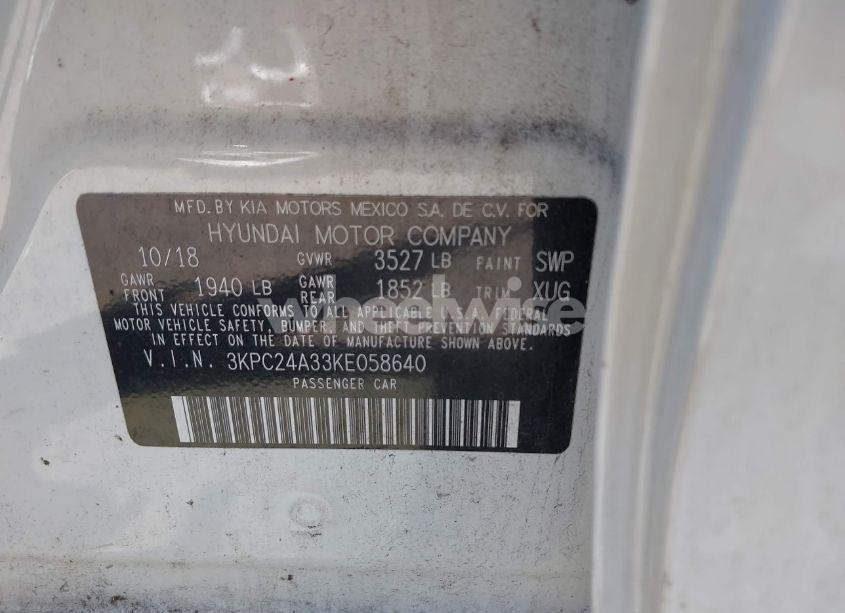 MFD. BY KIA MOTORS MEXICO S.A. DE C.V. FOR
HYUNDAI MOTOR COMPANY
10/18 GVWR 3527 LB PAINT SWP
GAWR FRONT 1940 LB GAWR REAR 1852 LB TRIM XUG
THIS VEHICLE CONFORMS TO ALL APPLICABLE U.S.A. FEDERAL
MOTOR VEHICLE SAFETY, BUMPER, AND THEFT PREVENTION STANDARDS
IN EFFECT ON THE DATE OF MANUFACTURE SHOWN ABOVE.
V.I.N. 3KPC24A33KE058640
PASSENGER CAR
wheelwise